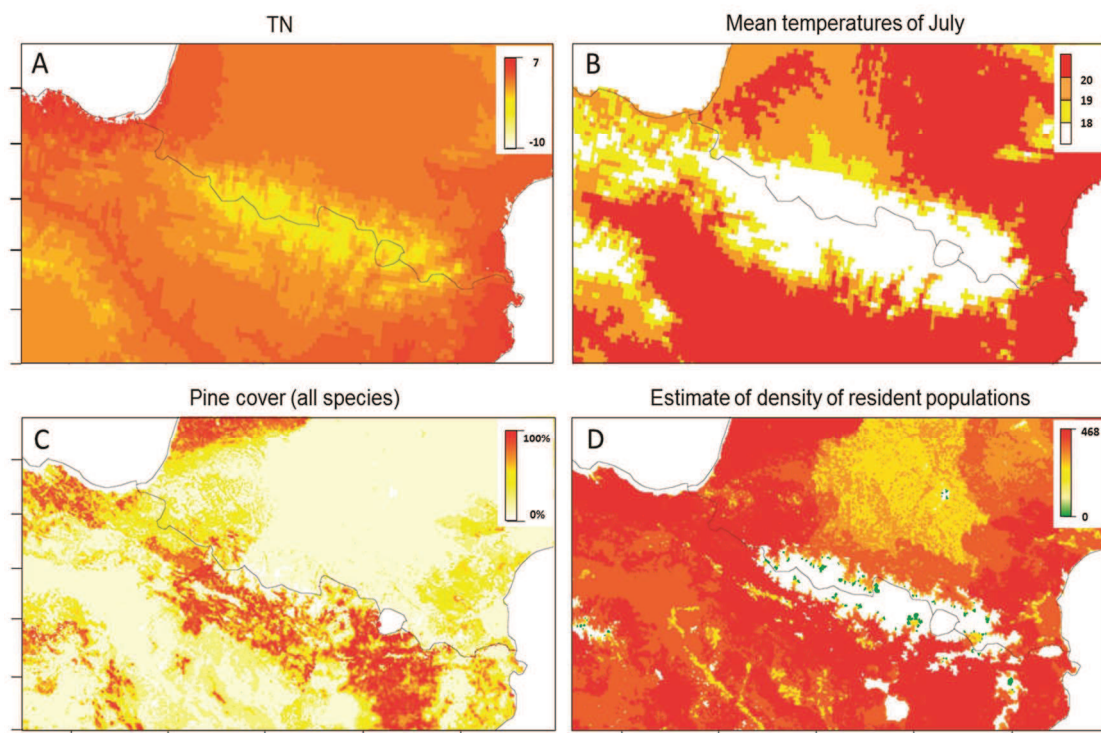 TN
Mean temperatures of July
A
7
-10
B
20
19
18
Pine cover (all species)
Estimate of density of resident populations
C
100%
0%
D
468
0